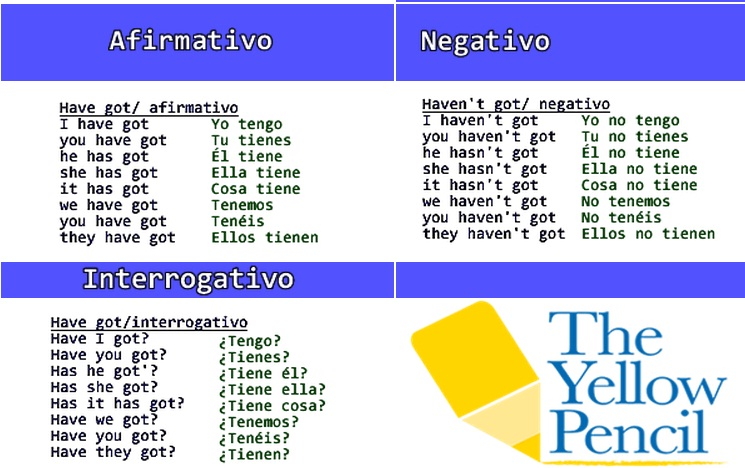 Afirmativo
Have got/ afirmativo
I have got Yo tengo
you have got Tu tienes
he has got Él tiene
she has got Ella tiene
it has got Cosa tiene
we have got Tenemos
you have got Tenéis
they have got Ellos tienen
Negativo
Haven't got/ negativo
I haven't got Yo no tengo
you haven't got Tu no tienes
he hasn't got Él no tiene
she hasn't got Ella no tiene
it hasn't got Cosa no tiene
we haven't got No tenemos
you haven't got No tenéis
they haven't got Ellos no tienen
Interrogativo
Have got/interrogativo
Have I got? ¿Tengo?
Have you got? ¿Tienes?
Has he got'? ¿Tiene él?
Has she got? ¿Tiene ella?
Has it has got? ¿Tiene cosa?
Have we got? ¿Tenemos?
Have you got? ¿Tenéis?
Have they got? ¿Tienen?
The
Yellow
Pencil